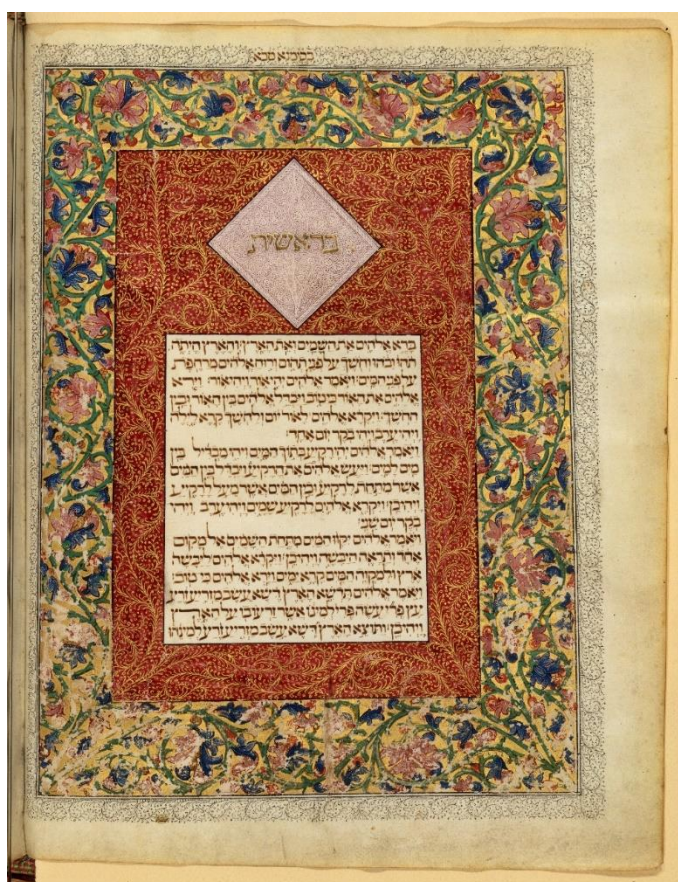 בסימנא טבא
בראשית
ברא אלהים את השמים ואת הארץ׃ והארץ היתה
תהו ובהו וחשך על פני תהום ורוח אלהים מרחפת
על פני המים׃ ויאמר אלהים יהי אור ויהי אור׃ וירא
אלהים את האור כי טוב ויבדל אלהים בין האור ובין
החשך׃ ויקרא אלהים לאור יום ולחשך קרא לילה
ויהי ערב ויהי בקר יום אחד׃
ויאמר אלהים יהי רקיע בתוך המים ויהי מבדיל בין
מים למים׃ ויעש אלהים את הרקיע ויבדל בין המים
אשר מתחת לרקיע ובין המים אשר מעל לרקיע
ויהי כן׃ ויקרא אלהים לרקיע שמים ויהי ערב ויהי
בקר יום שני׃
ויאמר אלהים יקוו המים מתחת השמים אל מקום
אחד ותראה היבשה ויהי כן׃ ויקרא אלהים ליבשה
ארץ ולמקוה המים קרא ימים וירא אלהים כי טוב׃
ויאמר אלהים תדשא הארץ דשא עשב מזריע זרע
עץ פרי עשה פרי למינו אשר זרעו בו על הארץ
ויהי כן׃ ותוצא הארץ דשא עשב מזריע זרע למינהו